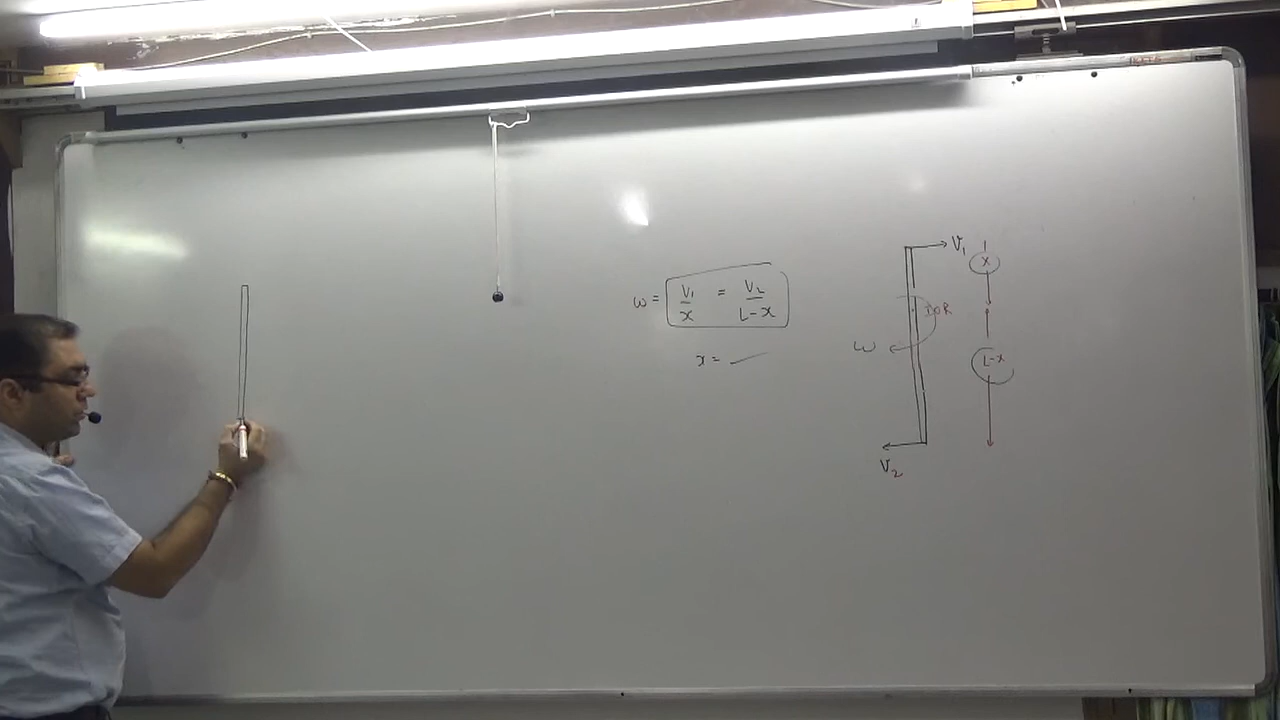 ω = V₁/x = V₂/L-x
x =
V₁
x
IOR
ω
L-x
V₂